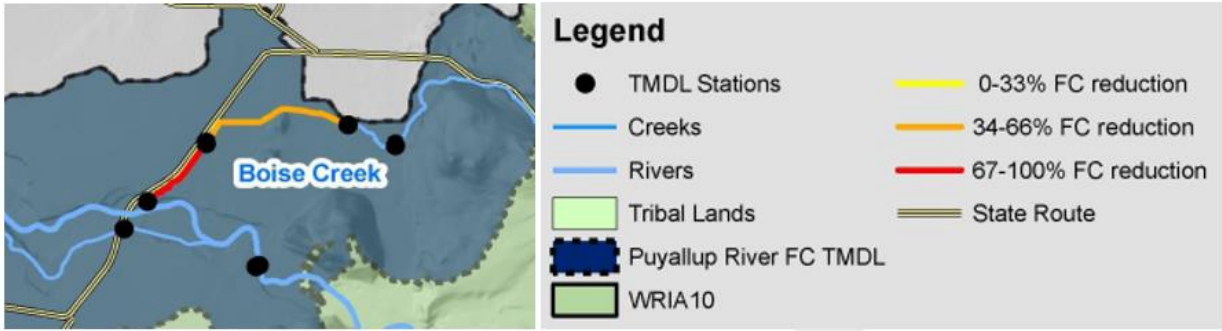 Boise Creek
Legend
TMDL Stations
Creeks
Rivers
Tribal Lands
Puyallup River FC TMDL
WRIA10
0-33% FC reduction
34-66% FC reduction
67-100% FC reduction
State Route